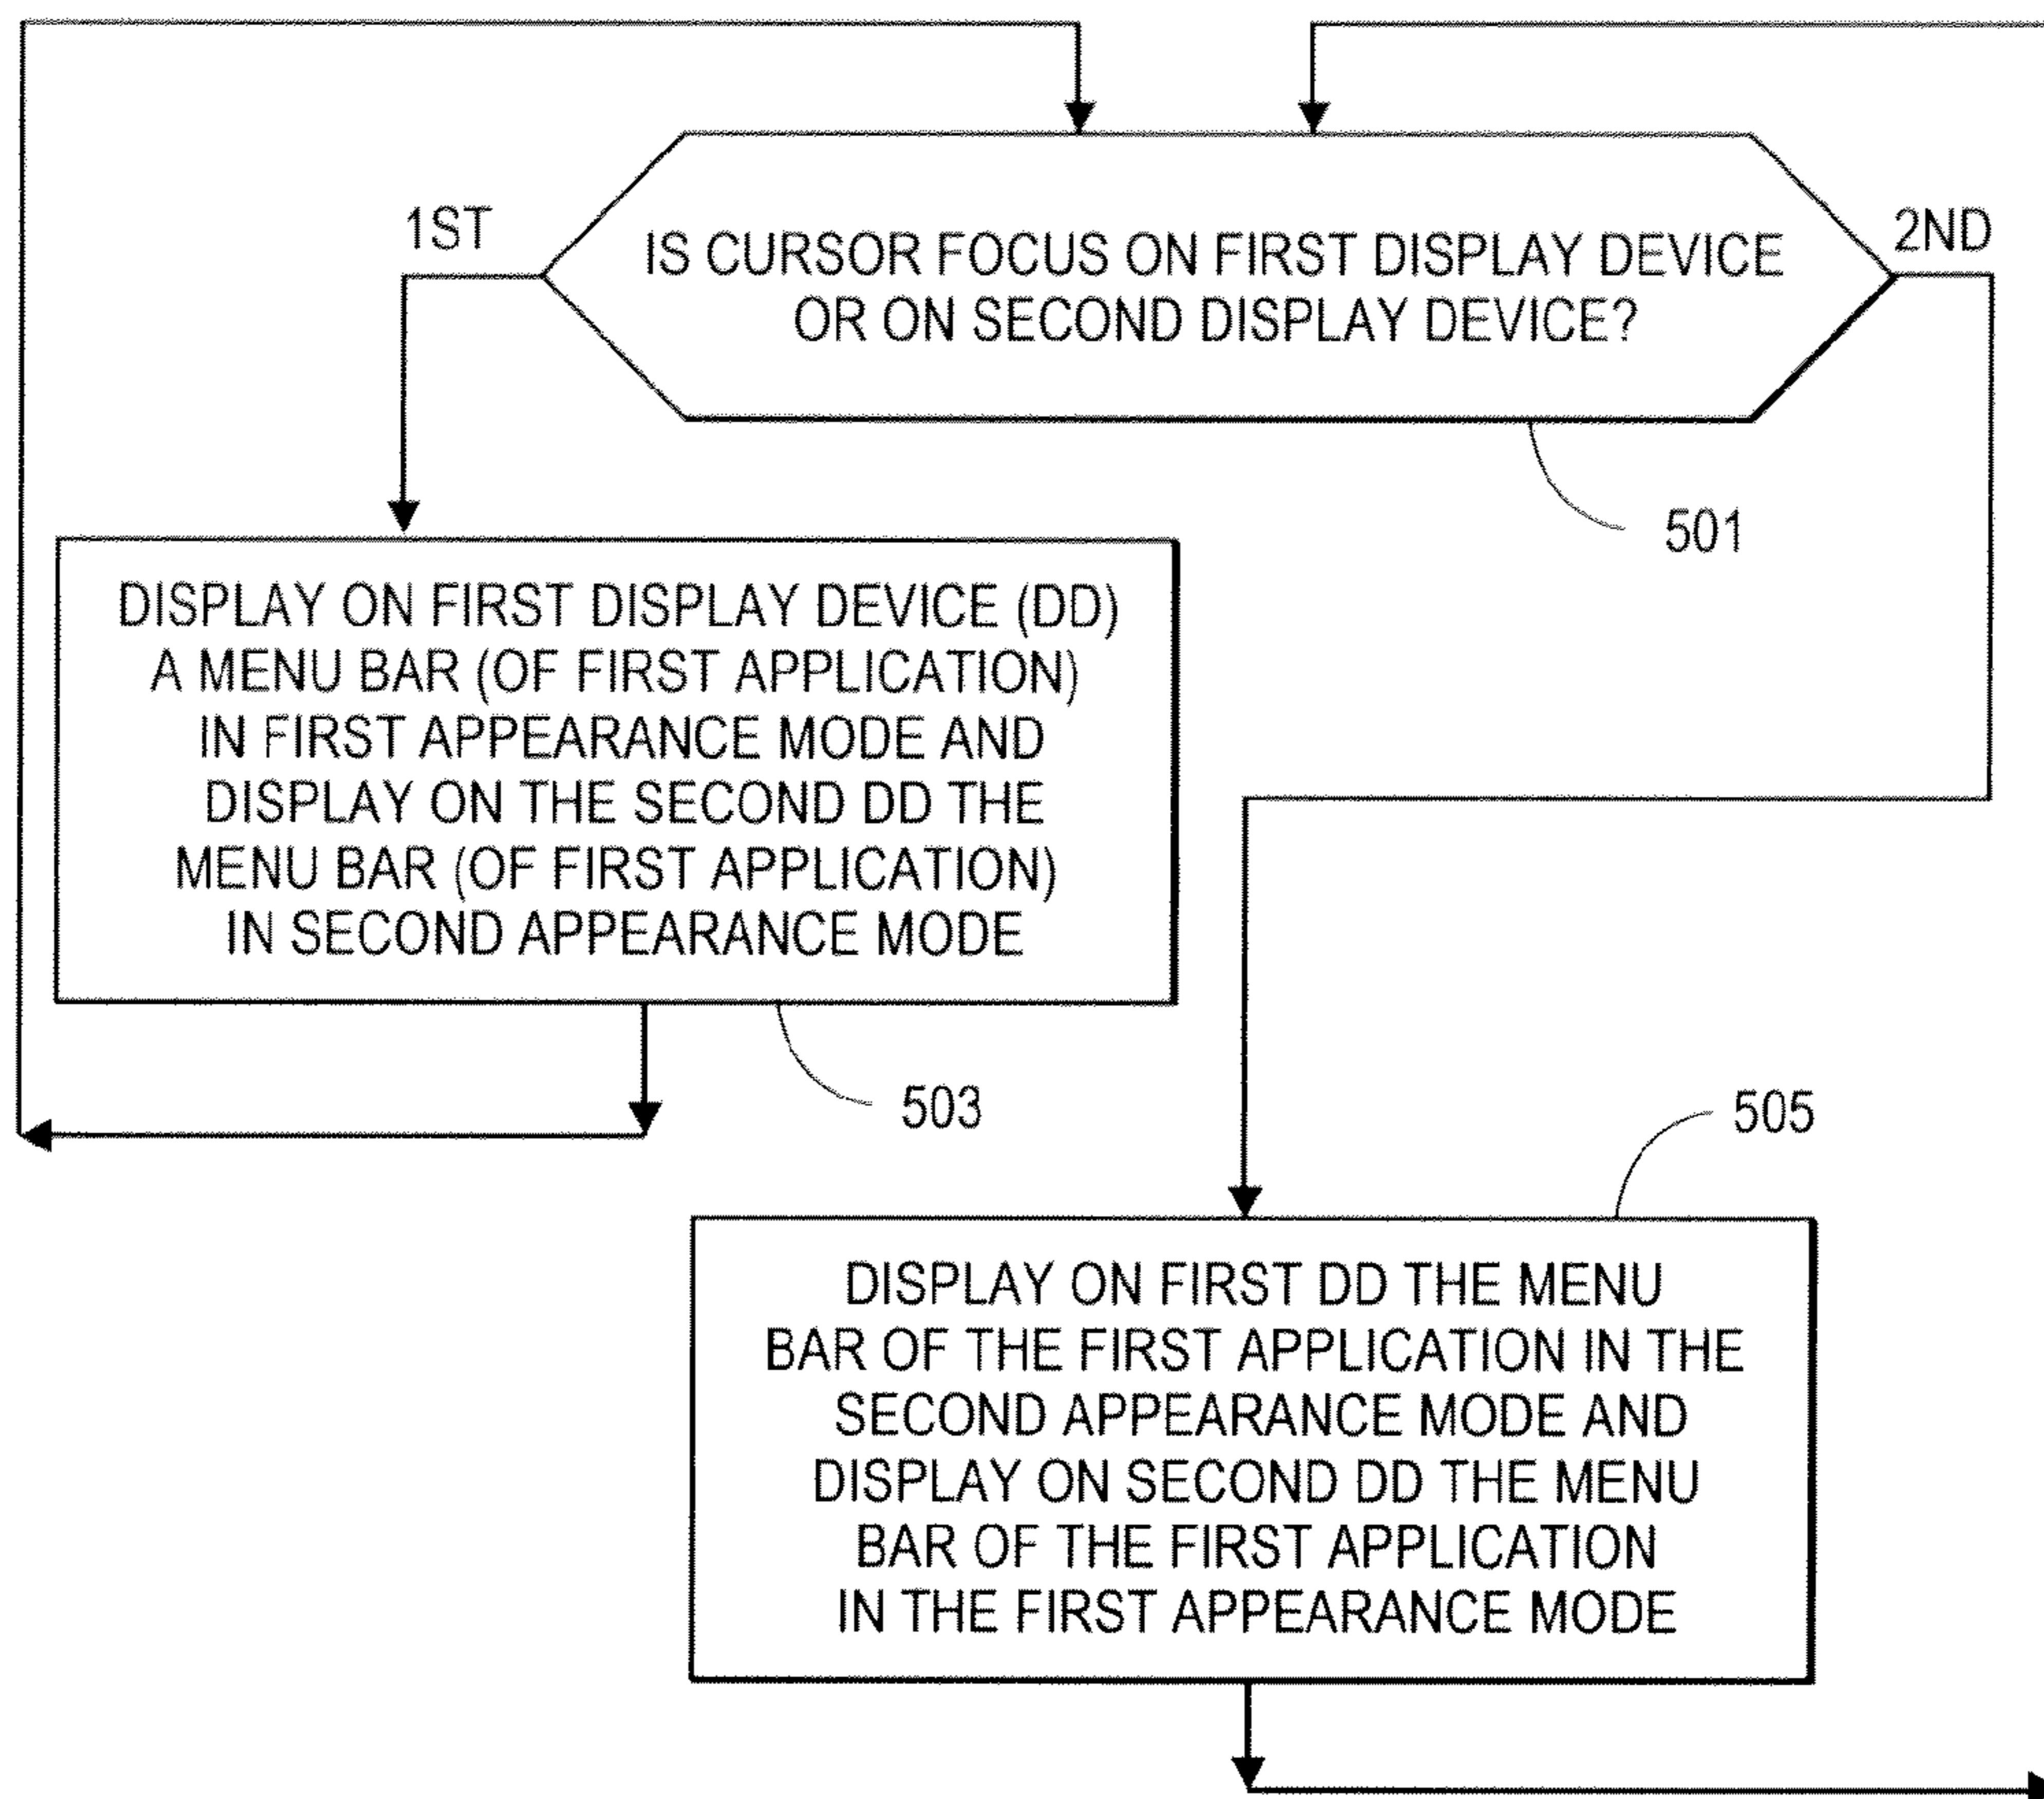 1ST
IS CURSOR FOCUS ON FIRST DISPLAY DEVICE
OR ON SECOND DISPLAY DEVICE?
2ND
501
DISPLAY ON FIRST DISPLAY DEVICE (DD)
A MENU BAR (OF FIRST APPLICATION)
IN FIRST APPEARANCE MODE AND
DISPLAY ON THE SECOND DD THE
MENU BAR (OF FIRST APPLICATION)
IN SECOND APPEARANCE MODE
503
505
DISPLAY ON FIRST DD THE MENU
BAR OF THE FIRST APPLICATION IN THE
SECOND APPEARANCE MODE AND
DISPLAY ON SECOND DD THE MENU
BAR OF THE FIRST APPLICATION
IN THE FIRST APPEARANCE MODE